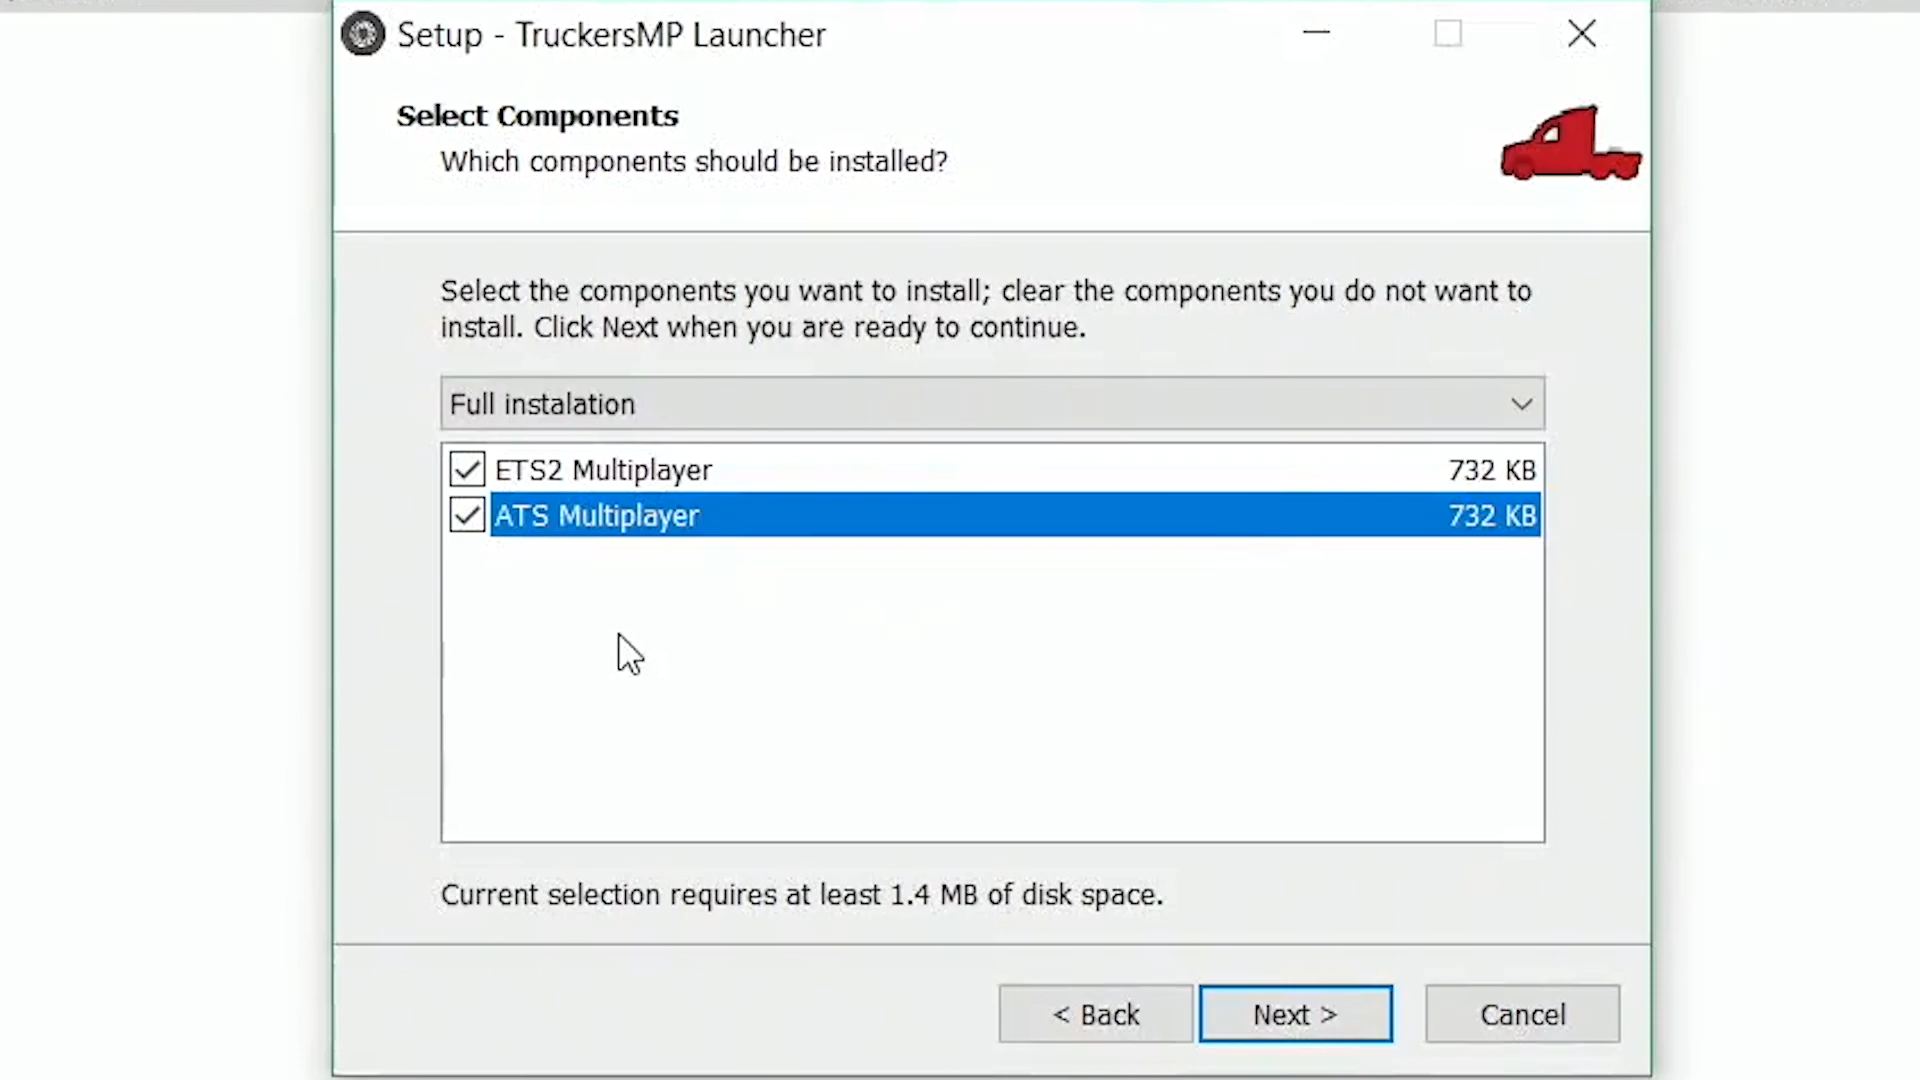 Setup - TruckersMP Launcher
Select Components
Which components should be installed?
Select the components you want to install; clear the components you do not want to
install. Click Next when you are ready to continue.
Full instalation
ETS2 Multiplayer 732 KB
ATS Multiplayer 732 KB
Current selection requires at least 1.4 MB of disk space.
< Back Next > Cancel